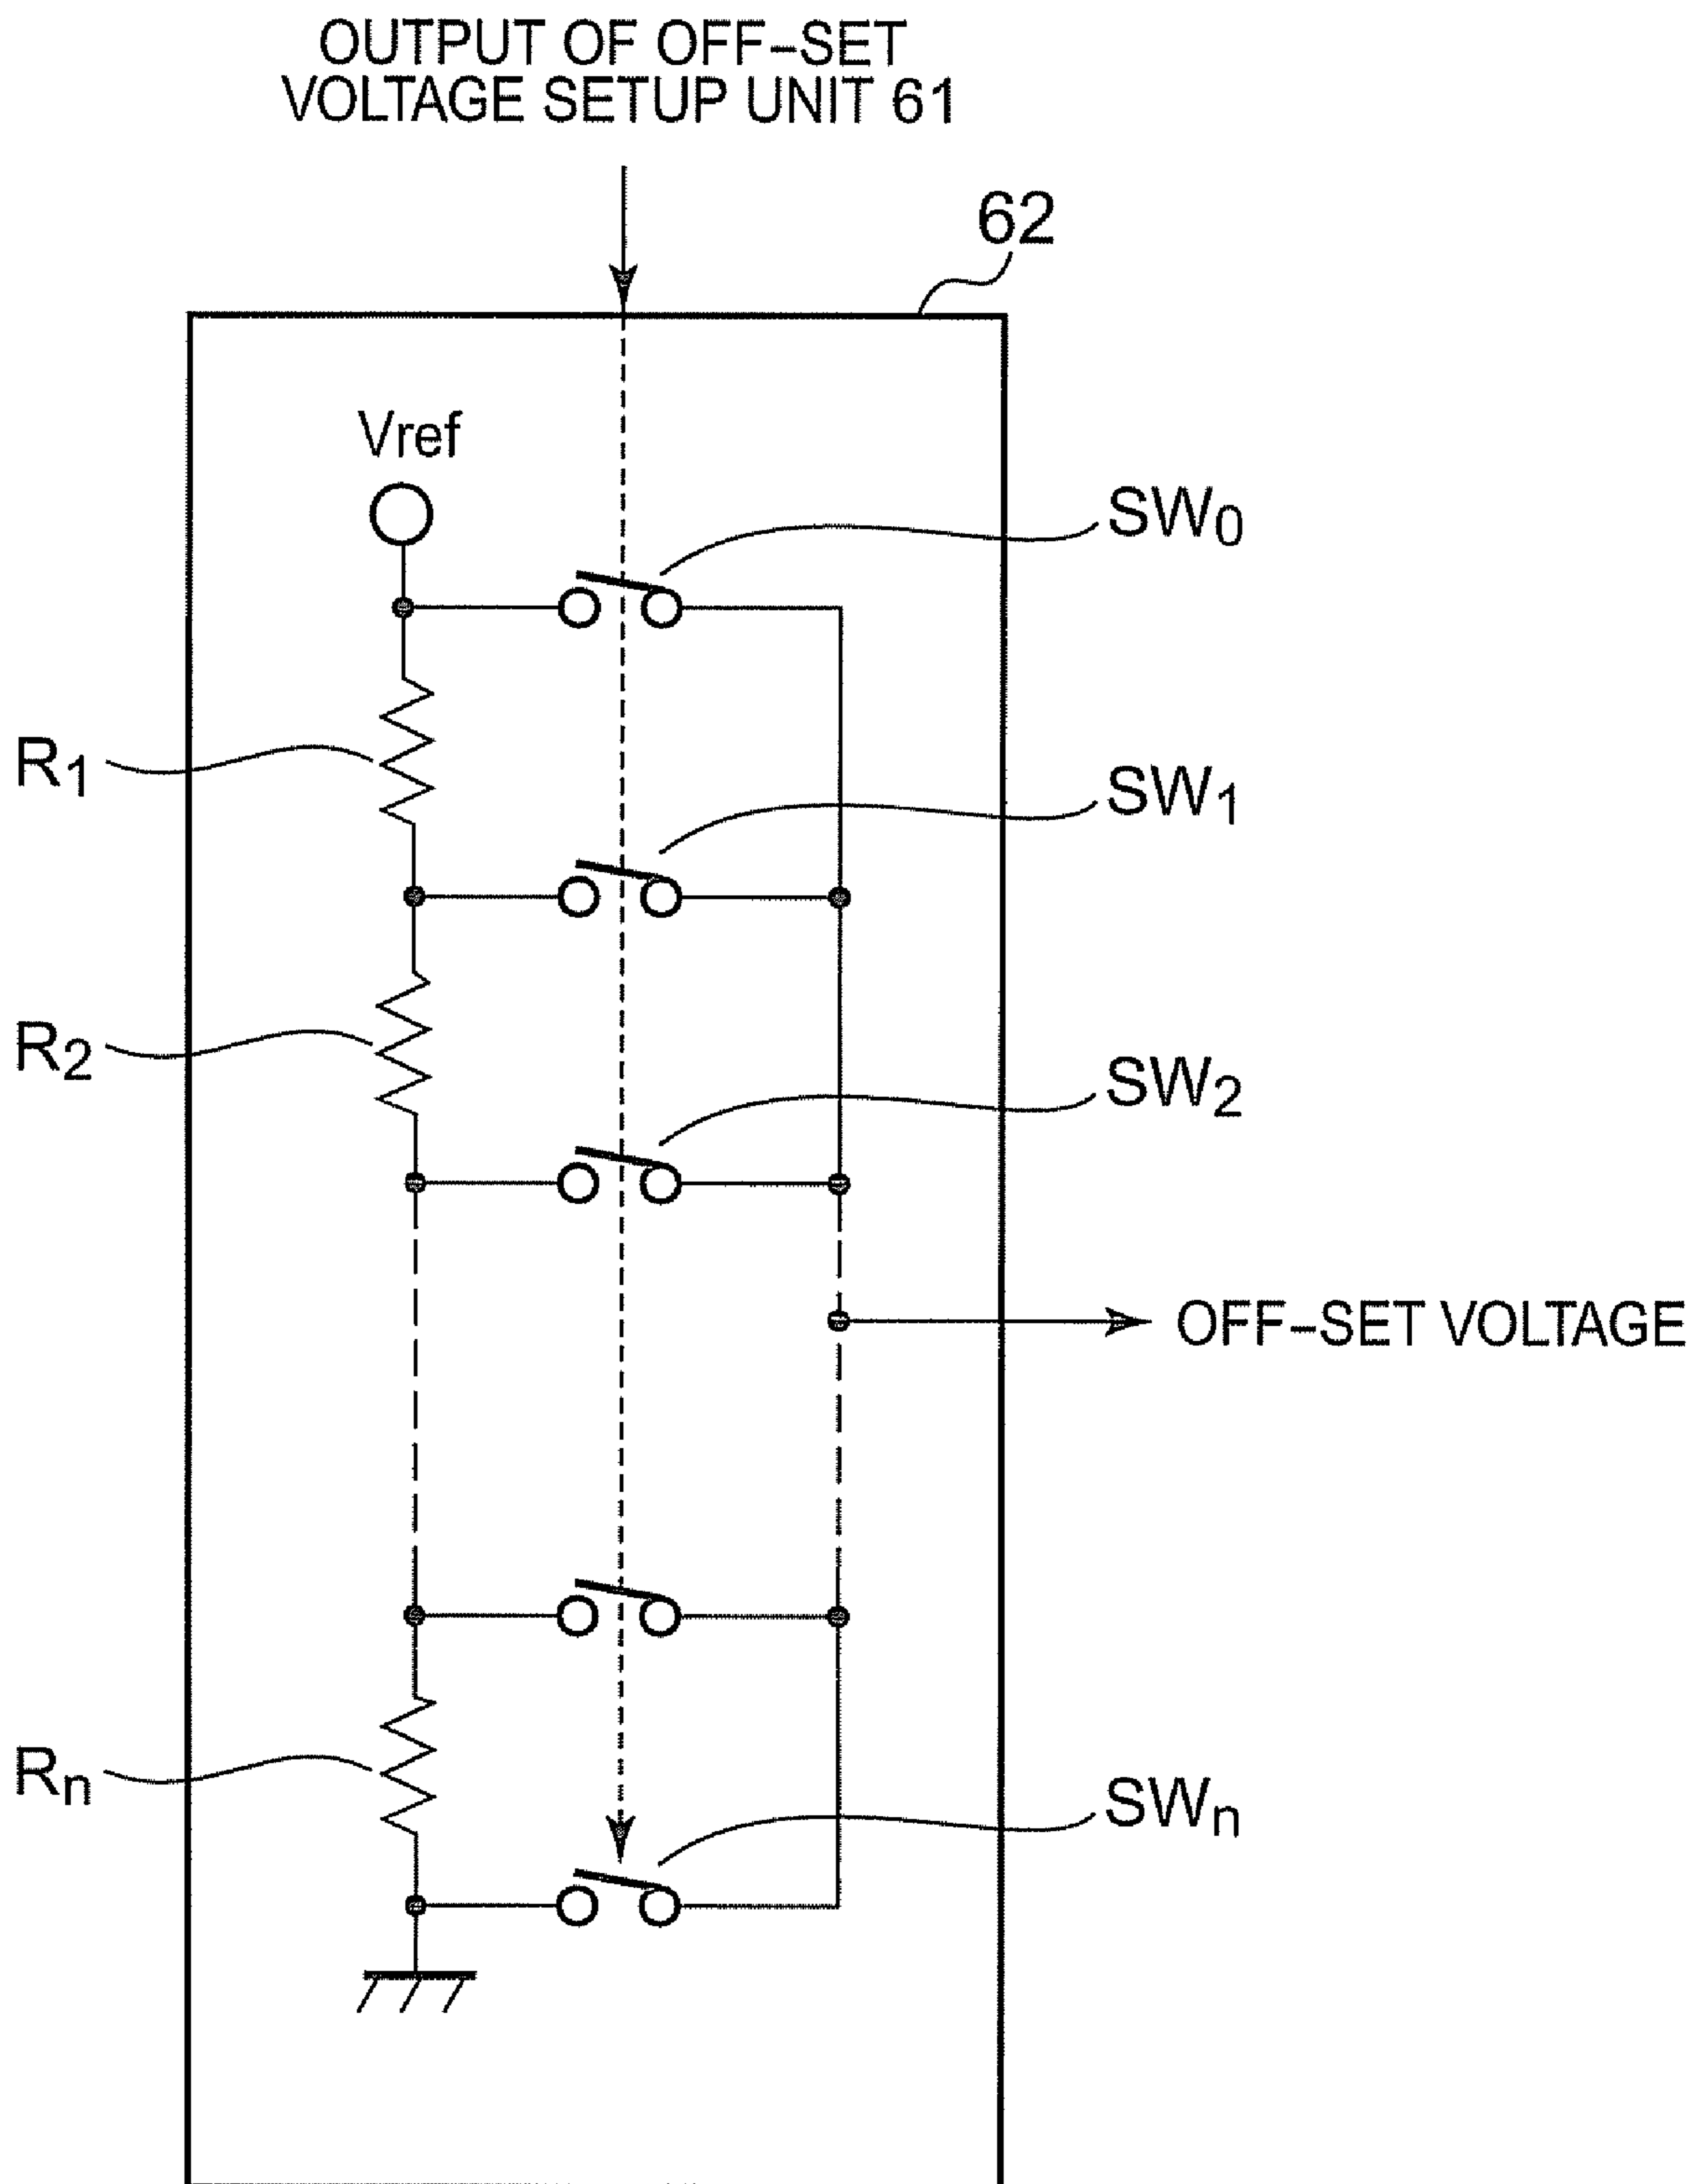 OUTPUT OF OFF-SET
VOLTAGE SETUP UNIT 61
62
Vref
SW0
R1
SW1
R2
SW2
OFF-SET VOLTAGE
Rn
SWn